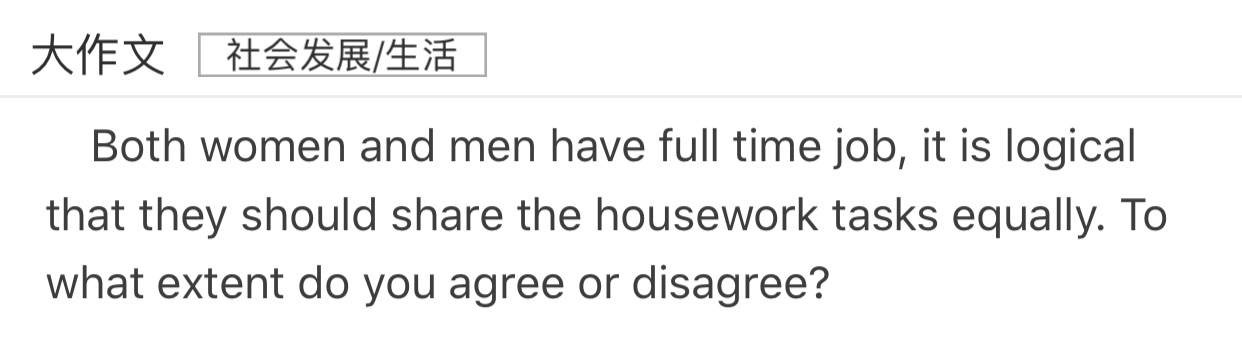 大作文 社会发展/生活
Both women and men have full time job, it is logical
that they should share the housework tasks equally. To
what extent do you agree or disagree?